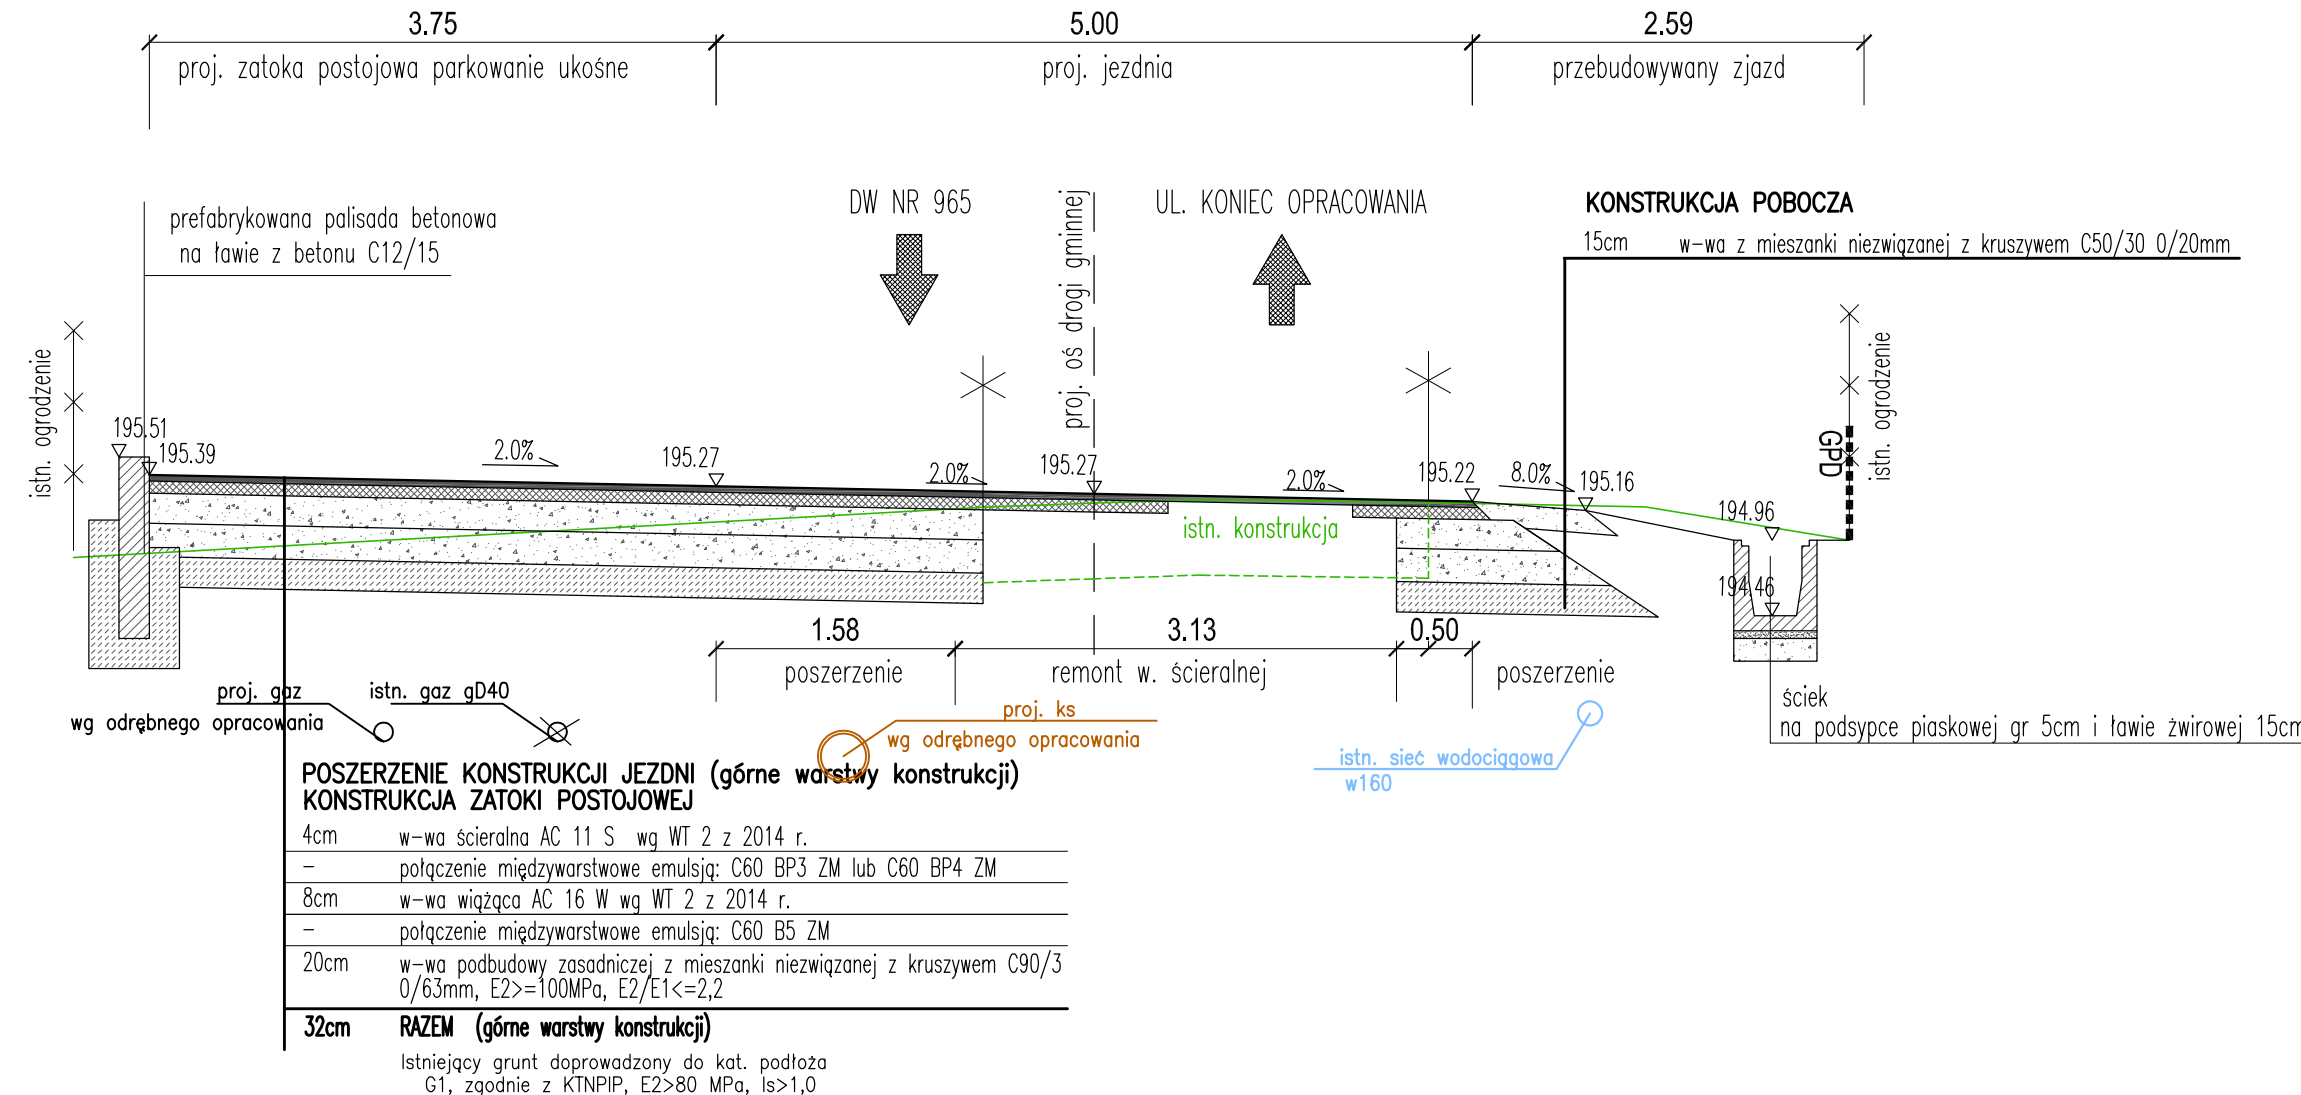 3.75
5.00
2.59
proj. zatoka postojowa parkowanie ukośne
proj. jezdnia
przebudowywany zjazd
prefabrykowana palisada betonowa
na ławie z betonu C12/15
DW NR 965
proj. oś drogi gminnej
UL. KONIEC OPRACOWANIA
KONSTRUKCJA POBOCZA
15cm w-wa z mieszanki niezwiązanej z kruszywem C50/30 0/20mm
istn. ogrodzenie
istn. ogrodzenie
GPD
195.51
195.39
2.0%
195.27
2.0%
195.27
2.0%
195.22
8.0%
195.16
194.96
194.46
istn. konstrukcja
1.58
3.13
0.50
poszerzenie
remont w. ścieralnej
poszerzenie
proj. gaz
wg odrębnego opracowania
istn. gaz gD40
proj. ks
wg odrębnego opracowania
istn. sieć wodociągowa
w160
ściek
na podsypce piaskowej gr 5cm i ławie żwirowej 15cm
POSZERZENIE KONSTRUKCJI JEZDNI (górne warstwy konstrukcji)
KONSTRUKCJA ZATOKI POSTOJOWEJ
4cm w-wa ścieralna AC 11 S wg WT 2 z 2014 r.
- połączenie międzywarstwowe emulsją: C60 BP3 ZM lub C60 BP4 ZM
8cm w-wa wiążąca AC 16 W wg WT 2 z 2014 r.
- połączenie międzywarstwowe emulsją: C60 B5 ZM
20cm w-wa podbudowy zasadniczej z mieszanki niezwiązanej z kruszywem C90/3
0/63mm, E2>=100MPa, E2/E1<=2,2
32cm RAZEM (górne warstwy konstrukcji)
Istniejący grunt doprowadzony do kat. podłoża
G1, zgodnie z KTNPIP, E2>80 MPa, Is>1,0